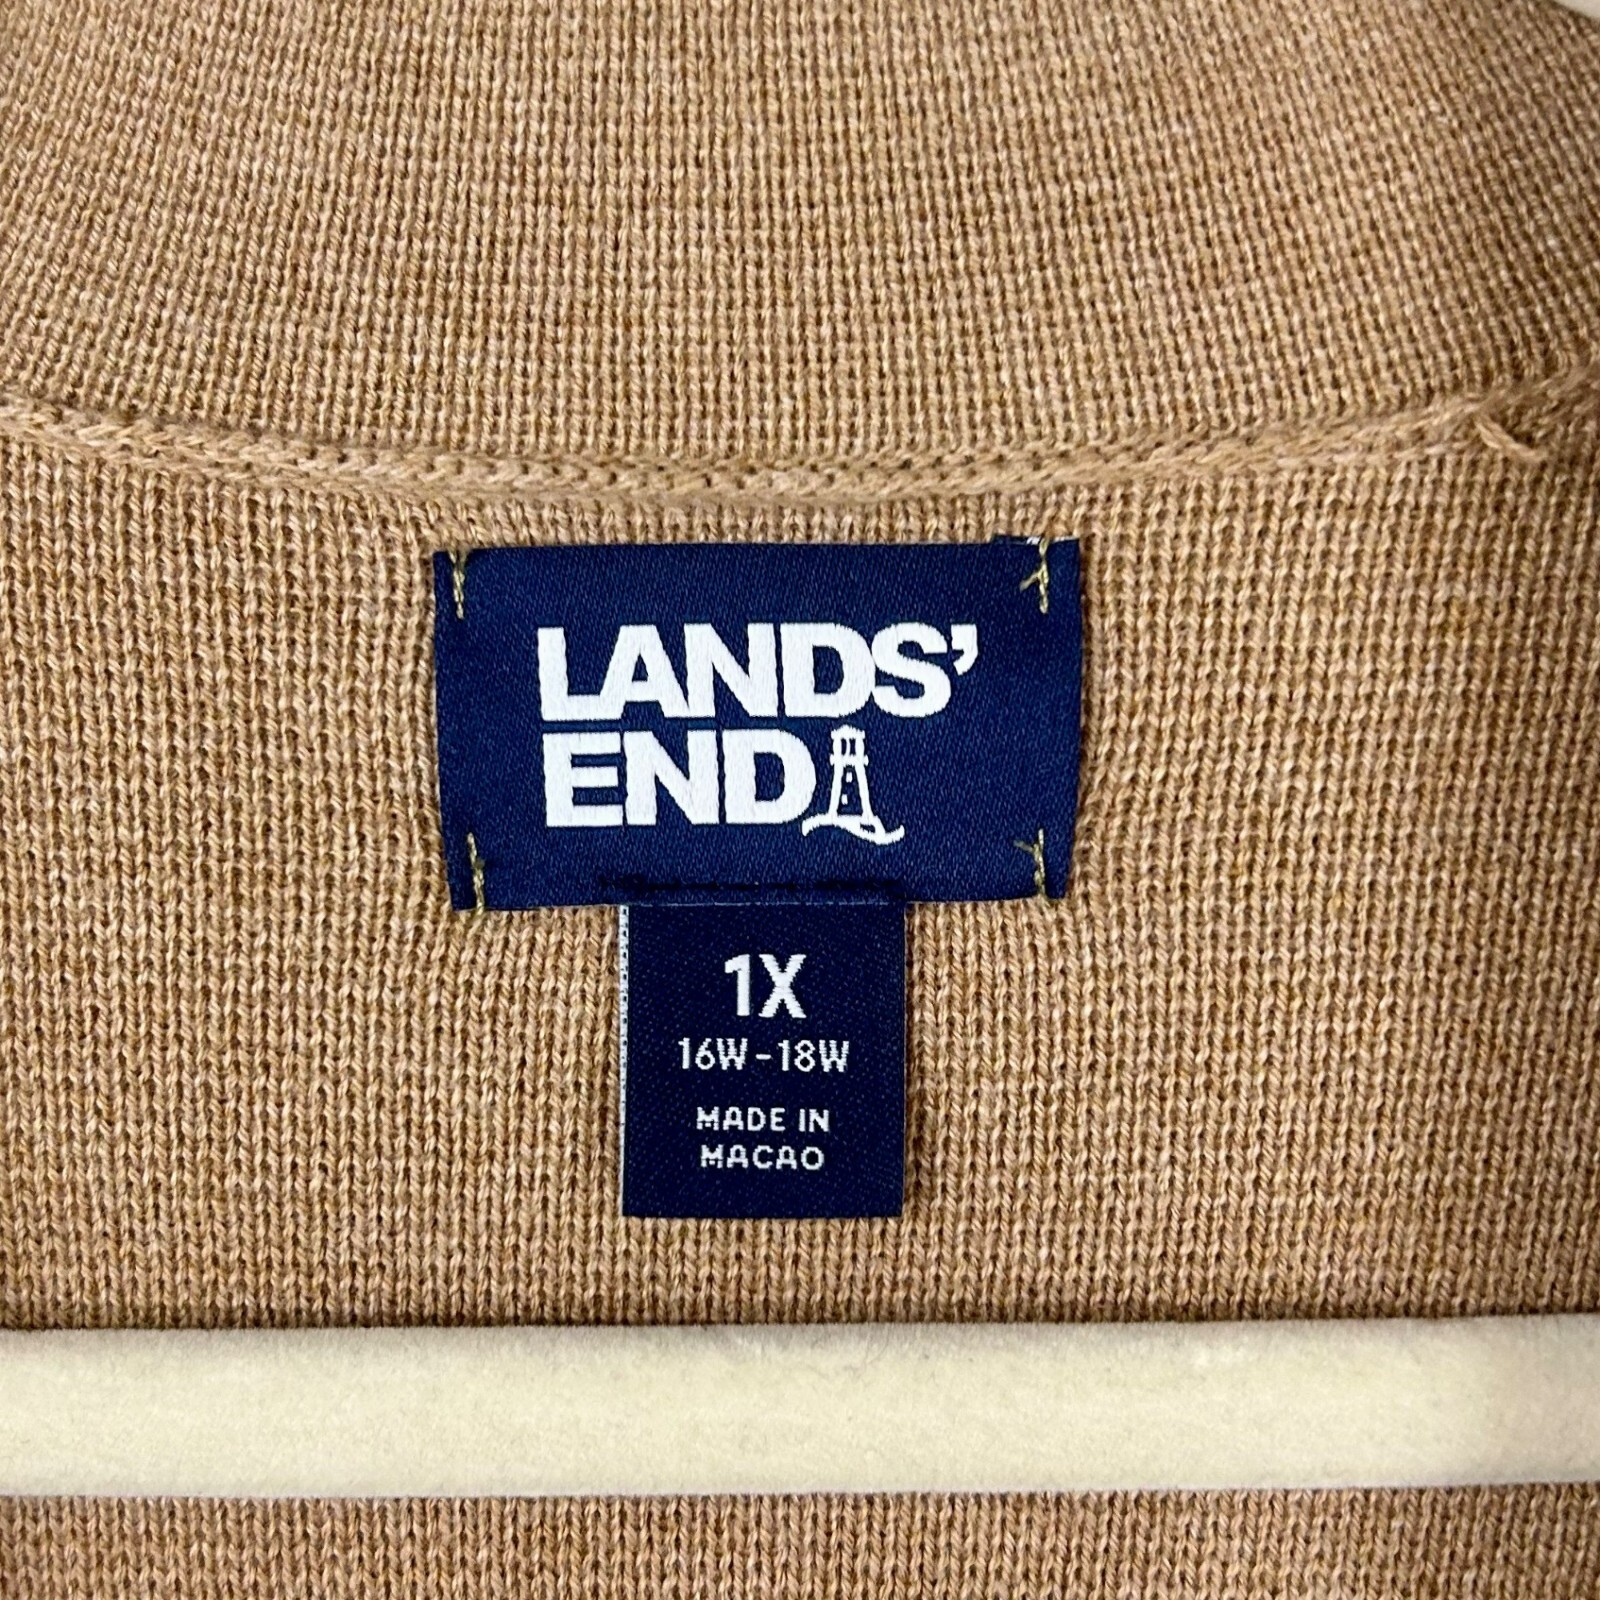 LANDS'
END
1X
16W-18W
MADE IN
MACAO